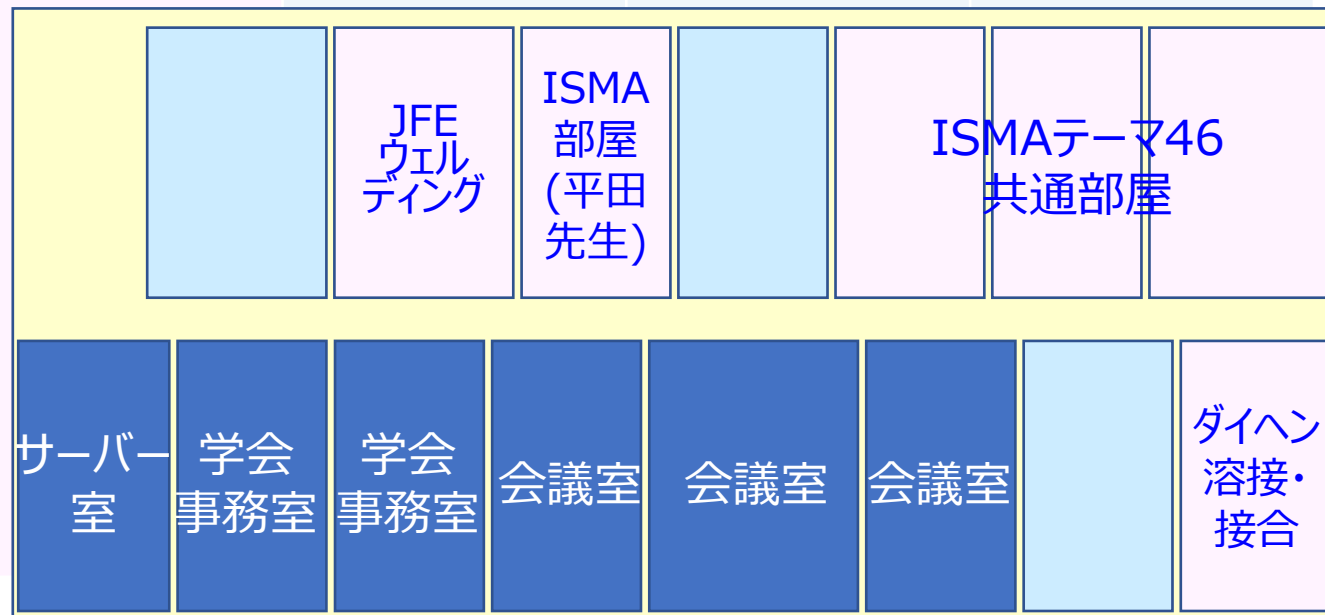 JFE
ウェル
ディング
ISMA
部屋
(平田
先生)
ISMAテーマ46
共通部屋
サーバー
室
学会
事務室
学会
事務室
会議室
会議室
会議室
ダイヘン
溶接・
接合